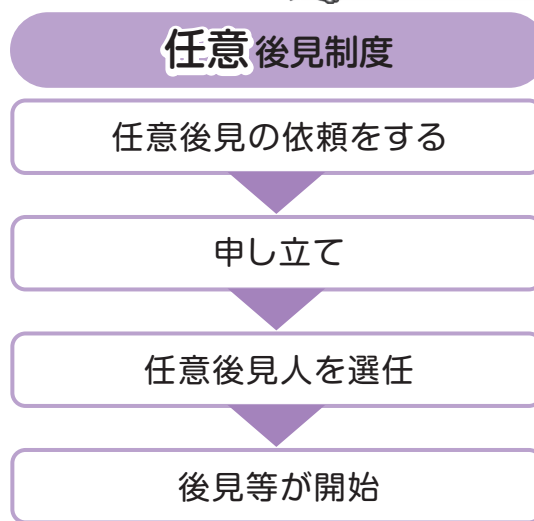 任意後見制度
任意後見の依頼をする
申し立て
任意後見人を選任
後見等が開始